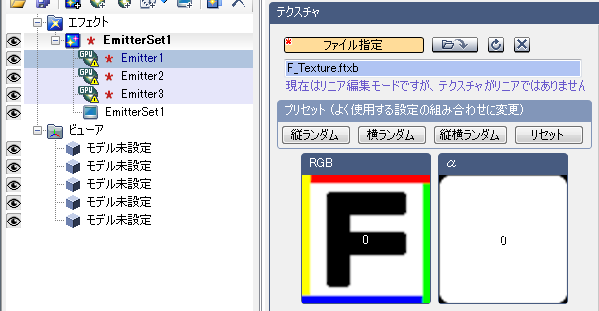 エフェクト
* EmitterSet1
GPU * Emitter1
GPU * Emitter2
GPU * Emitter3
EmitterSet1
ビューア
モデル未設定
モデル未設定
モデル未設定
モデル未設定
モデル未設定
テクスチャ
* ファイル指定
F_Texture.ftxb
現在はリニア編集モードですが、テクスチャがリニアではありません
プリセット（よく使用する設定の組み合わせに変更）
縦ランダム 横ランダム 縦横ランダム リセット
RGB α
F
0 0